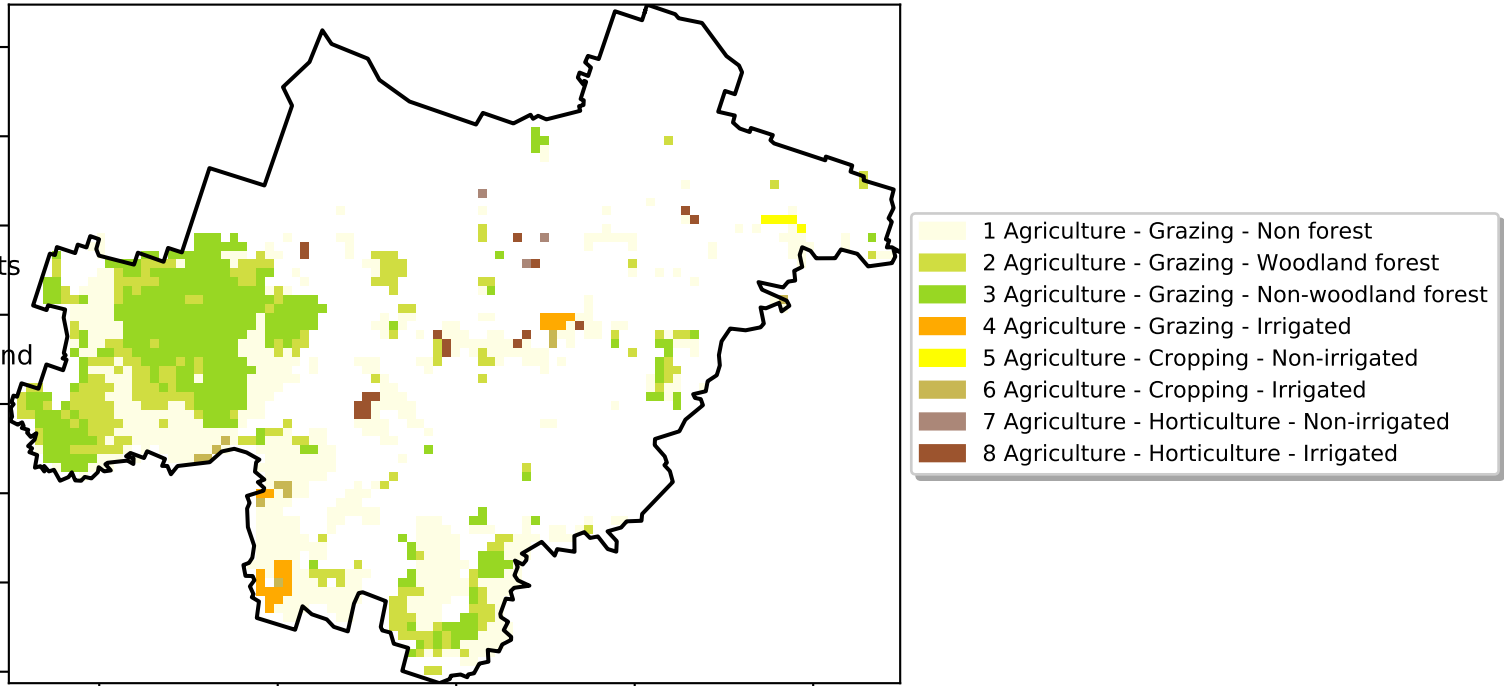 ts
nd
1 Agriculture - Grazing - Non forest
2 Agriculture - Grazing - Woodland forest
3 Agriculture - Grazing - Non-woodland forest
4 Agriculture - Grazing - Irrigated
5 Agriculture - Cropping - Non-irrigated
6 Agriculture - Cropping - Irrigated
7 Agriculture - Horticulture - Non-irrigated
8 Agriculture - Horticulture - Irrigated